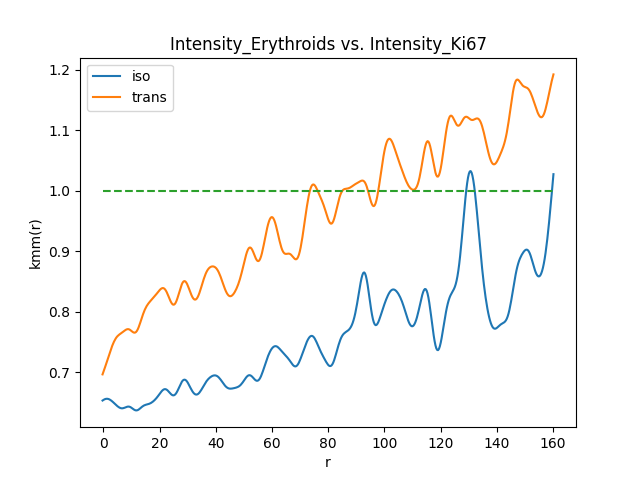 Intensity_Erythroids vs. Intensity_Ki67
iso
trans
1.2
1.1
1.0
0.9
0.8
0.7
kmm(r)
0 20 40 60 80 100 120 140 160
r